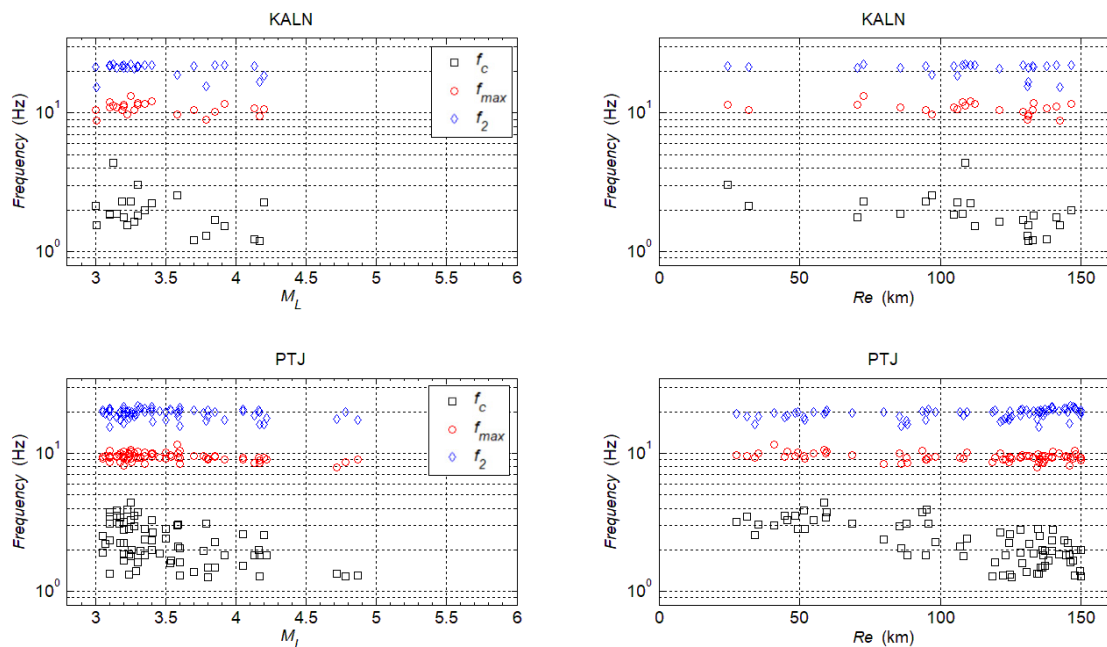 KALN
Frequency (Hz)
10^1
10^0
f_c
f_max
f_2
3 3.5 4 4.5 5 5.5 6
M_L
KALN
Frequency (Hz)
10^1
10^0
0 50 100 150
Re (km)
PTJ
Frequency (Hz)
10^1
10^0
f_c
f_max
f_2
3 3.5 4 4.5 5 5.5 6
M_L
PTJ
Frequency (Hz)
10^1
10^0
0 50 100 150
Re (km)